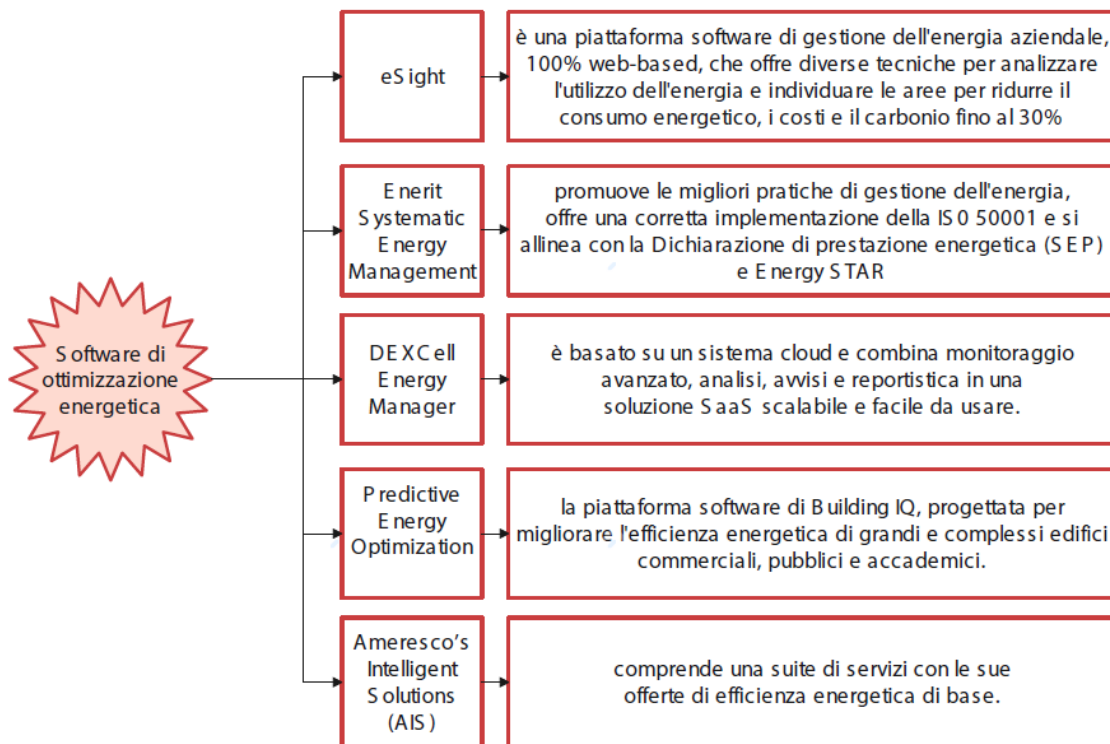 eSight
è una piattaforma software di gestione dell'energia aziendale,
100% web-based, che offre diverse tecniche per analizzare
l'utilizzo dell'energia e individuare le aree per ridurre il
consumo energetico, i costi e il carbonio fino al 30%
Enerit
Systematic
Energy
Management
promuove le migliori pratiche di gestione dell'energia,
offre una corretta implementazione della IS0 50001 e si
allinea con la Dichiarazione di prestazione energetica (SEP)
e Energy STAR
Software di
ottimizzazione
energetica
DEXCell
Energy
Manager
è basato su un sistema cloud e combina monitoraggio
avanzato, analisi, avvisi e reportistica in una
soluzione SaaS scalabile e facile da usare.
Predictive
Energy
Optimization
la piattaforma software di Building IQ, progettata per
migliorare l'efficienza energetica di grandi e complessi edifici
commerciali, pubblici e accademici.
Ameresco’s
Intelligent
Solutions
(AIS)
comprende una suite di servizi con le sue
offerte di efficienza energetica di base.